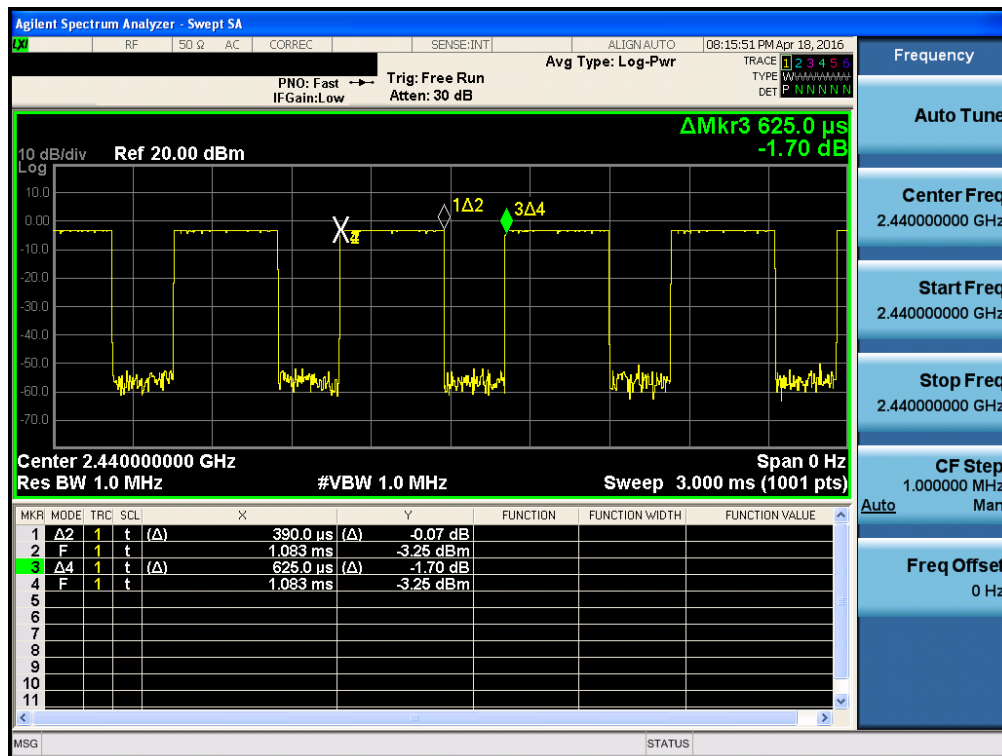 Agilent Spectrum Analyzer - Swept SA
LXI RF 50 Ω AC CORREC SENSE:INT ALIGNAUTO 08:15:51 PM Apr 18, 2016
Avg Type: Log-Pwr
TRACE 1 2 3 4 5 6
TYPE
DET P N N N N N
PNO: Fast
IFGain:Low
Trig: Free Run
Atten: 30 dB
ΔMkr3 625.0 µs
-1.70 dB
10 dB/div Ref 20.00 dBm
Log
10.0
0.00
-10.0
-20.0
-30.0
-40.0
-50.0
-60.0
-70.0
1Δ2
3Δ4
Center 2.440000000 GHz Span 0 Hz
Res BW 1.0 MHz #VBW 1.0 MHz Sweep 3.000 ms (1001 pts)
MKR MODE TRC SCL X Y FUNCTION FUNCTION WIDTH FUNCTION VALUE
1 Δ2 1 t (Δ) 390.0 µs (Δ) -0.07 dB
2 F 1 t 1.083 ms -3.25 dBm
3 Δ4 1 t (Δ) 625.0 µs (Δ) -1.70 dB
4 F 1 t 1.083 ms -3.25 dBm
5
6
7
8
9
10
11
MSG STATUS
Frequency
Auto Tune
Center Freq
2.440000000 GHz
Start Freq
2.440000000 GHz
Stop Freq
2.440000000 GHz
CF Step
1.000000 MHz
Auto Man
Freq Offset
0 Hz